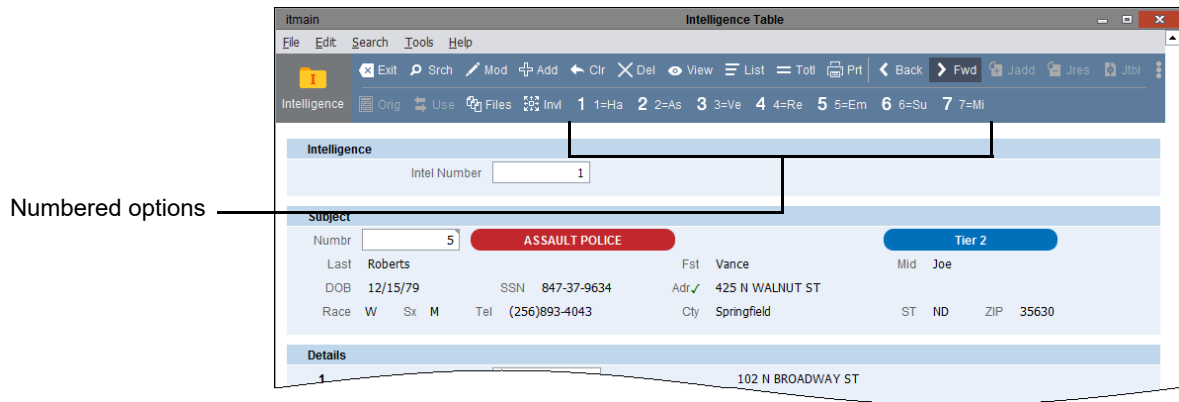 itmain Intelligence Table
File Edit Search Tools Help
I Exit Srch Mod Add Clr Del View List Totl Prt Back Fwd Jadd Jres Jtbl
Intelligence Orig Use Files Invl 1 1=Ha 2 2=As 3 3=Ve 4 4=Re 5 5=Em 6 6=Su 7 7=Mi
Intelligence
Intel Number 1
Numbered options
Subject
Numbr 5 ASSAULT POLICE Tier 2
Last Roberts Fst Vance Mid Joe
DOB 12/15/79 SSN 847-37-9634 Adr✓ 425 N WALNUT ST
Race W Sx M Tel (256)893-4043 Cty Springfield ST ND ZIP 35630
Details
1 102 N BROADWAY ST